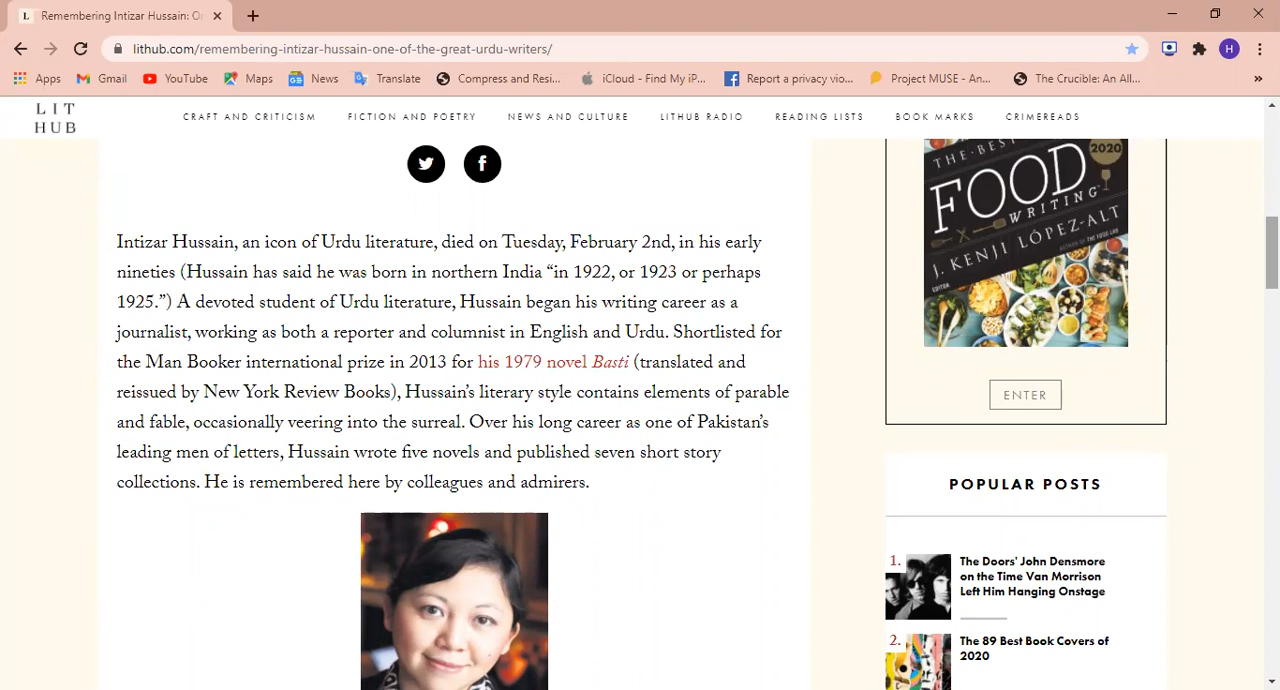 L Remembering Intizar Hussain: O
lithub.com/remembering-intizar-hussain-one-of-the-great-urdu-writers/ H
Apps Gmail YouTube Maps News Translate Compress and Resi... iCloud - Find My iP... Report a privacy vio... Project MUSE - An... The Crucible: An All... »
LIT
HUB
CRAFT AND CRITICISM FICTION AND POETRY NEWS AND CULTURE LITHUB RADIO READING LISTS BOOK MARKS CRIMEREADS
Intizar Hussain, an icon of Urdu literature, died on Tuesday, February 2nd, in his early
nineties (Hussain has said he was born in northern India “in 1922, or 1923 or perhaps
1925.”) A devoted student of Urdu literature, Hussain began his writing career as a
journalist, working as both a reporter and columnist in English and Urdu. Shortlisted for
the Man Booker international prize in 2013 for his 1979 novel Basti (translated and
reissued by New York Review Books), Hussain’s literary style contains elements of parable
and fable, occasionally veering into the surreal. Over his long career as one of Pakistan’s
leading men of letters, Hussain wrote five novels and published seven short story
collections. He is remembered here by colleagues and admirers.
THE BEST
2020
FOOD
WRITING
J. KENJI LÓPEZ-ALT
EDITOR
AUTHOR OF THE FOOD LAB
ENTER
POPULAR POSTS
1. The Doors' John Densmore
on the Time Van Morrison
Left Him Hanging Onstage
2. The 89 Best Book Covers of
2020